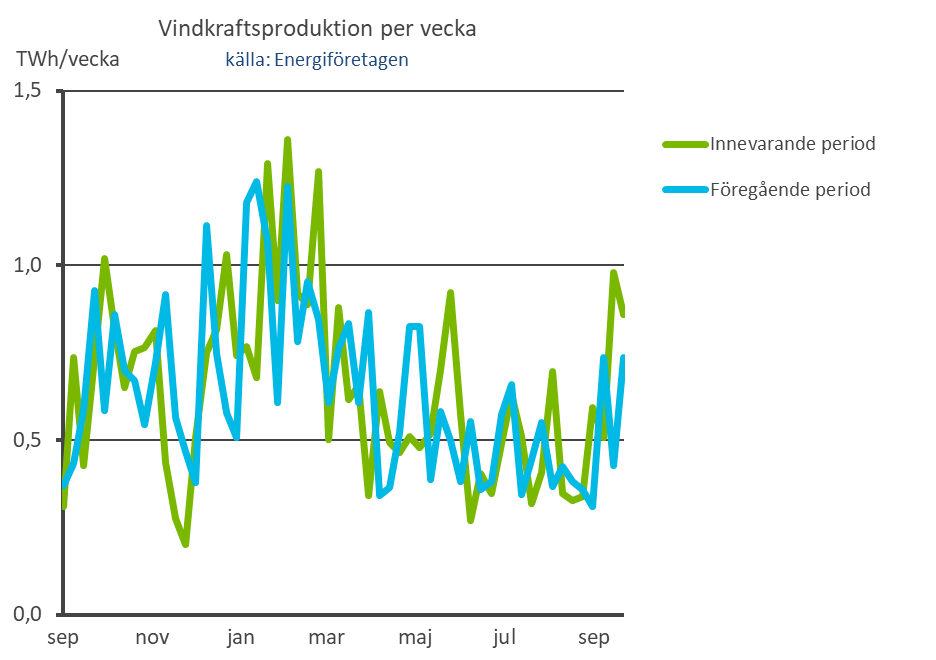 Vindkraftsproduktion per vecka
TWh/vecka
källa: Energiföretagen
1,5
1,0
0,5
0,0
sep
nov
jan
mar
maj
jul
sep
Innevarande period
Föregående period